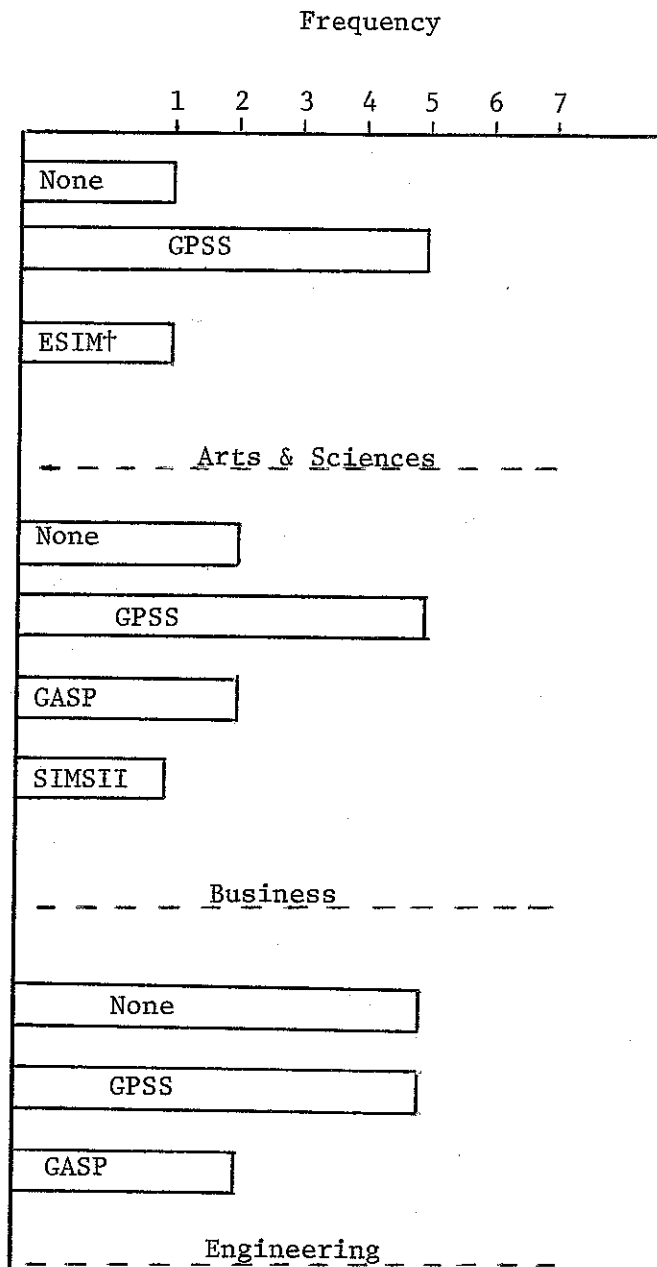 Frequency
1 2 3 4 5 6 7
None
GPSS
ESIM†
Arts & Sciences
None
GPSS
GASP
SIMSII
Business
None
GPSS
GASP
Engineering